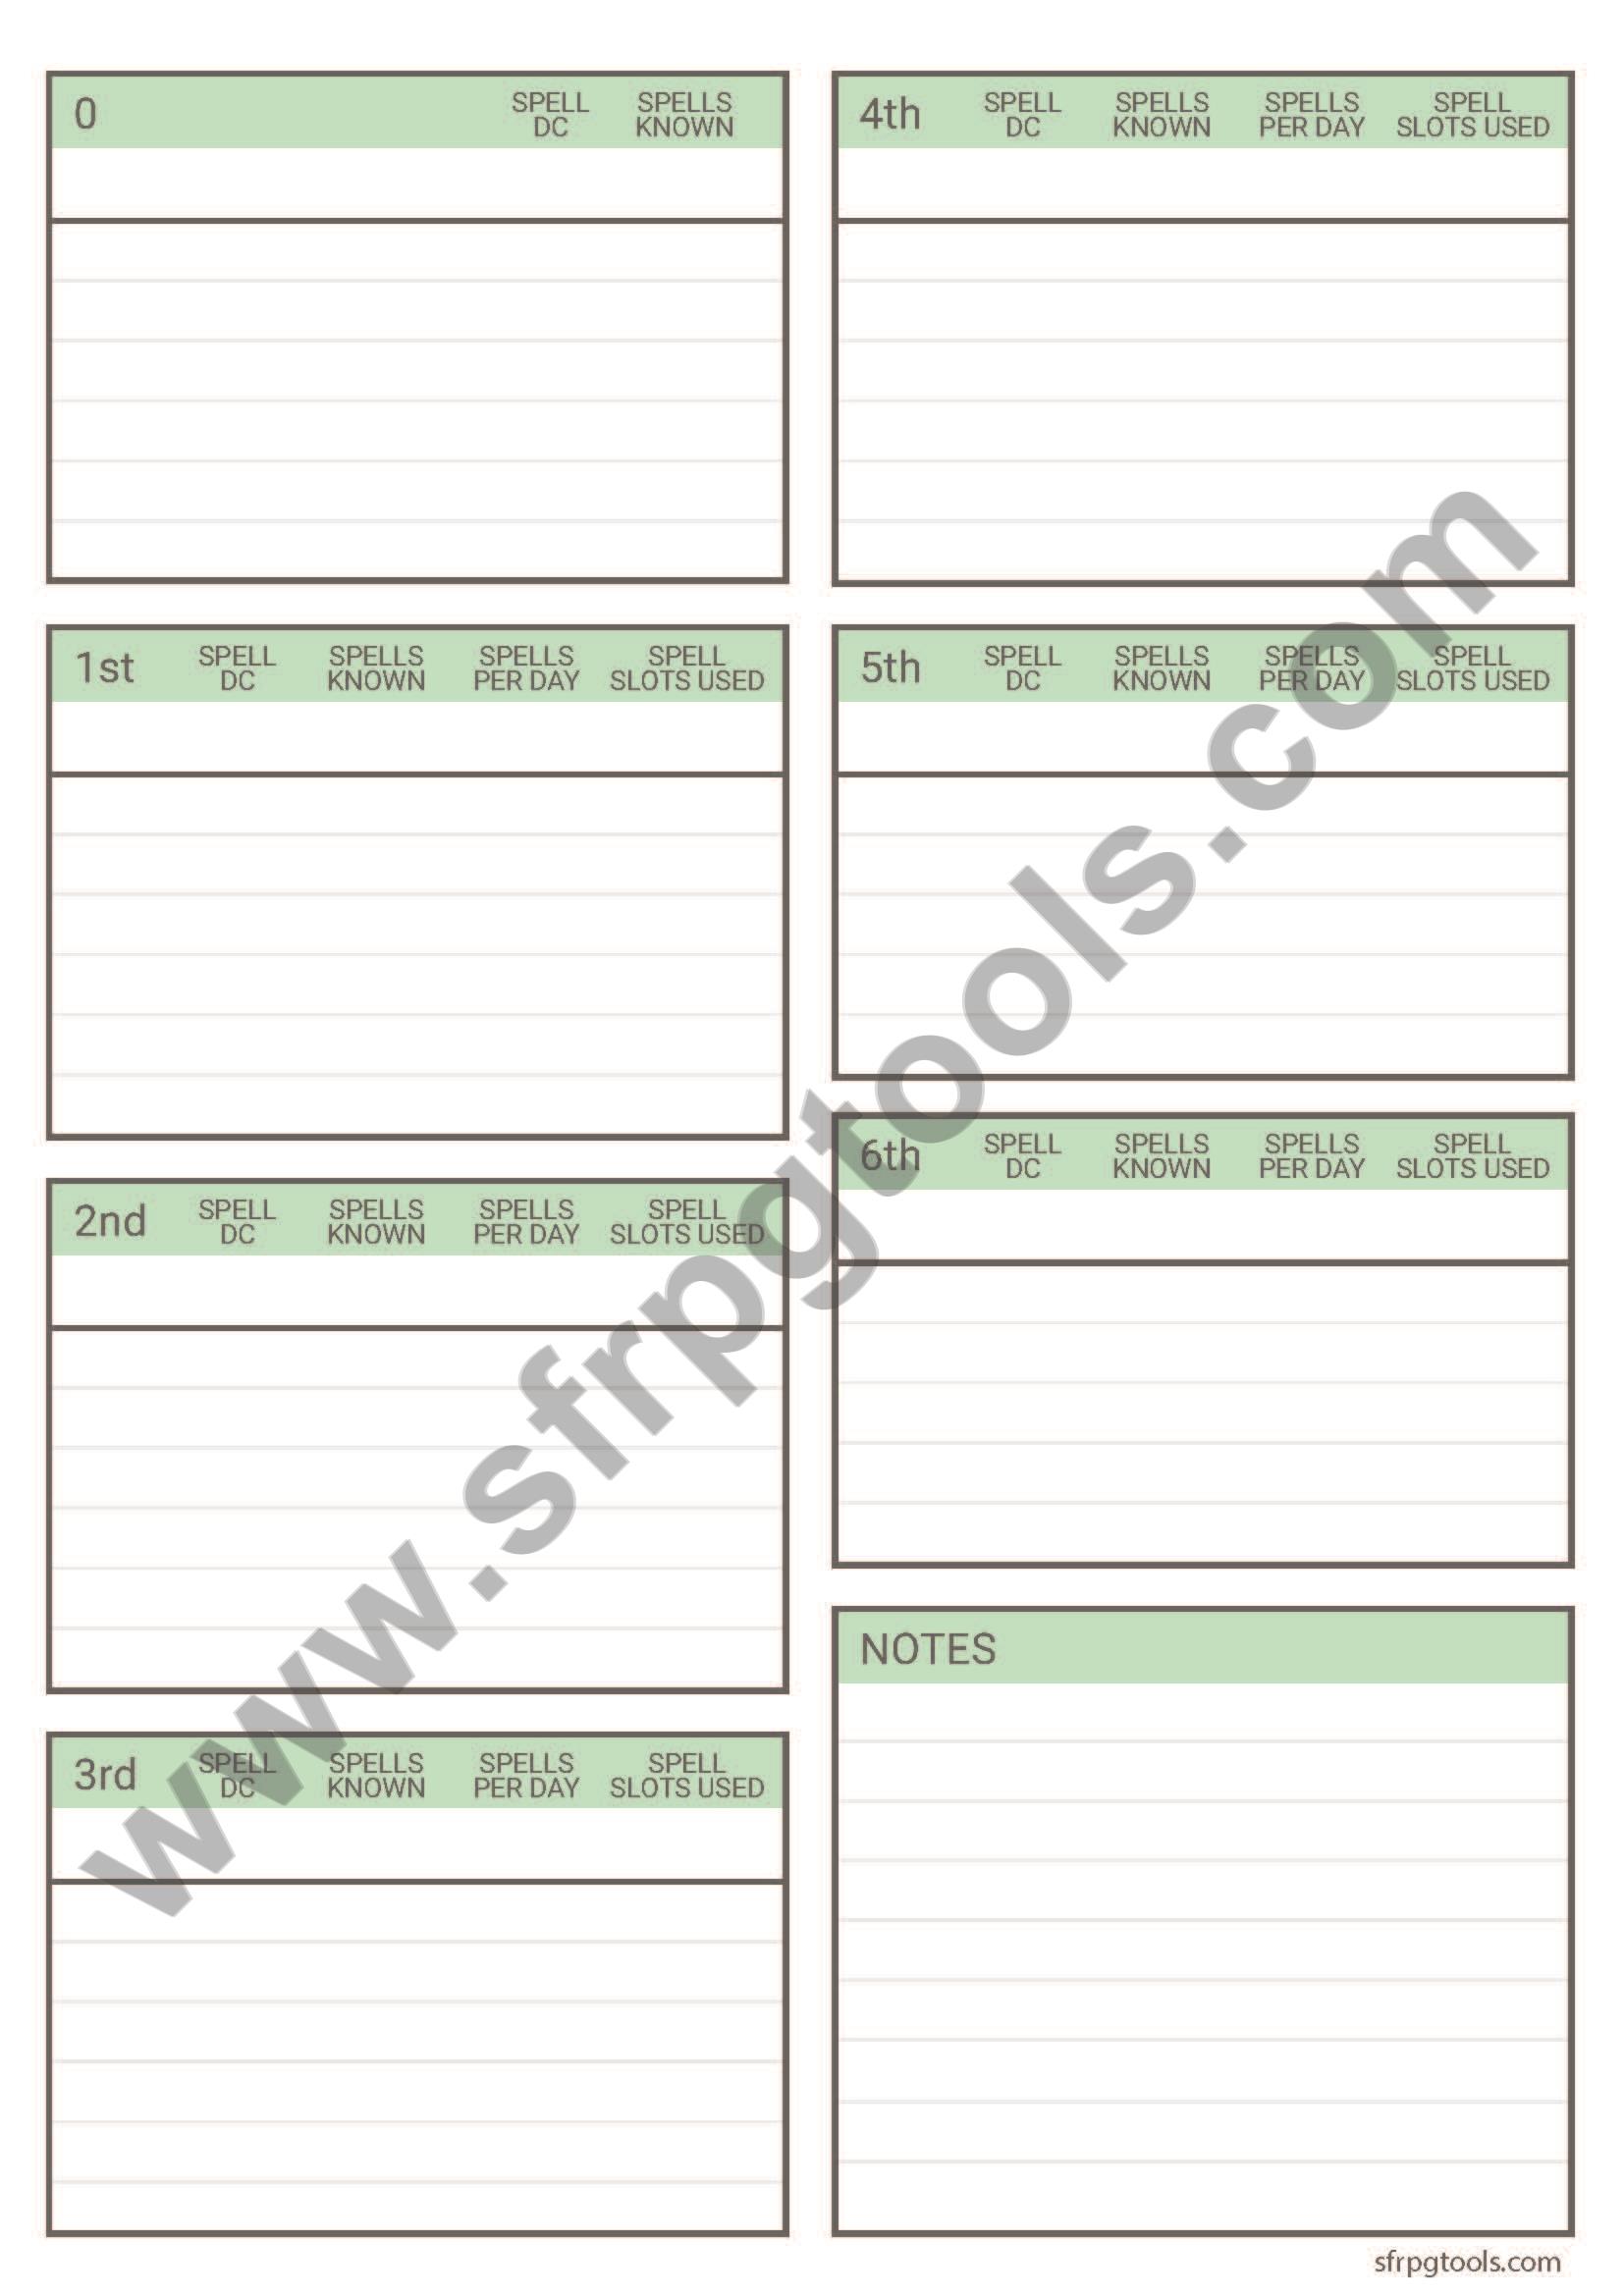 0 SPELL DC SPELLS KNOWN
1st SPELL DC SPELLS KNOWN SPELLS PER DAY SPELL SLOTS USED
2nd SPELL DC SPELLS KNOWN SPELLS PER DAY SPELL SLOTS USED
3rd SPELL DC SPELLS KNOWN SPELLS PER DAY SPELL SLOTS USED
4th SPELL DC SPELLS KNOWN SPELLS PER DAY SPELL SLOTS USED
5th SPELL DC SPELLS KNOWN SPELLS PER DAY SPELL SLOTS USED
6th SPELL DC SPELLS KNOWN SPELLS PER DAY SPELL SLOTS USED
NOTES
www.sfrpgtools.com
sfrpgtools.com